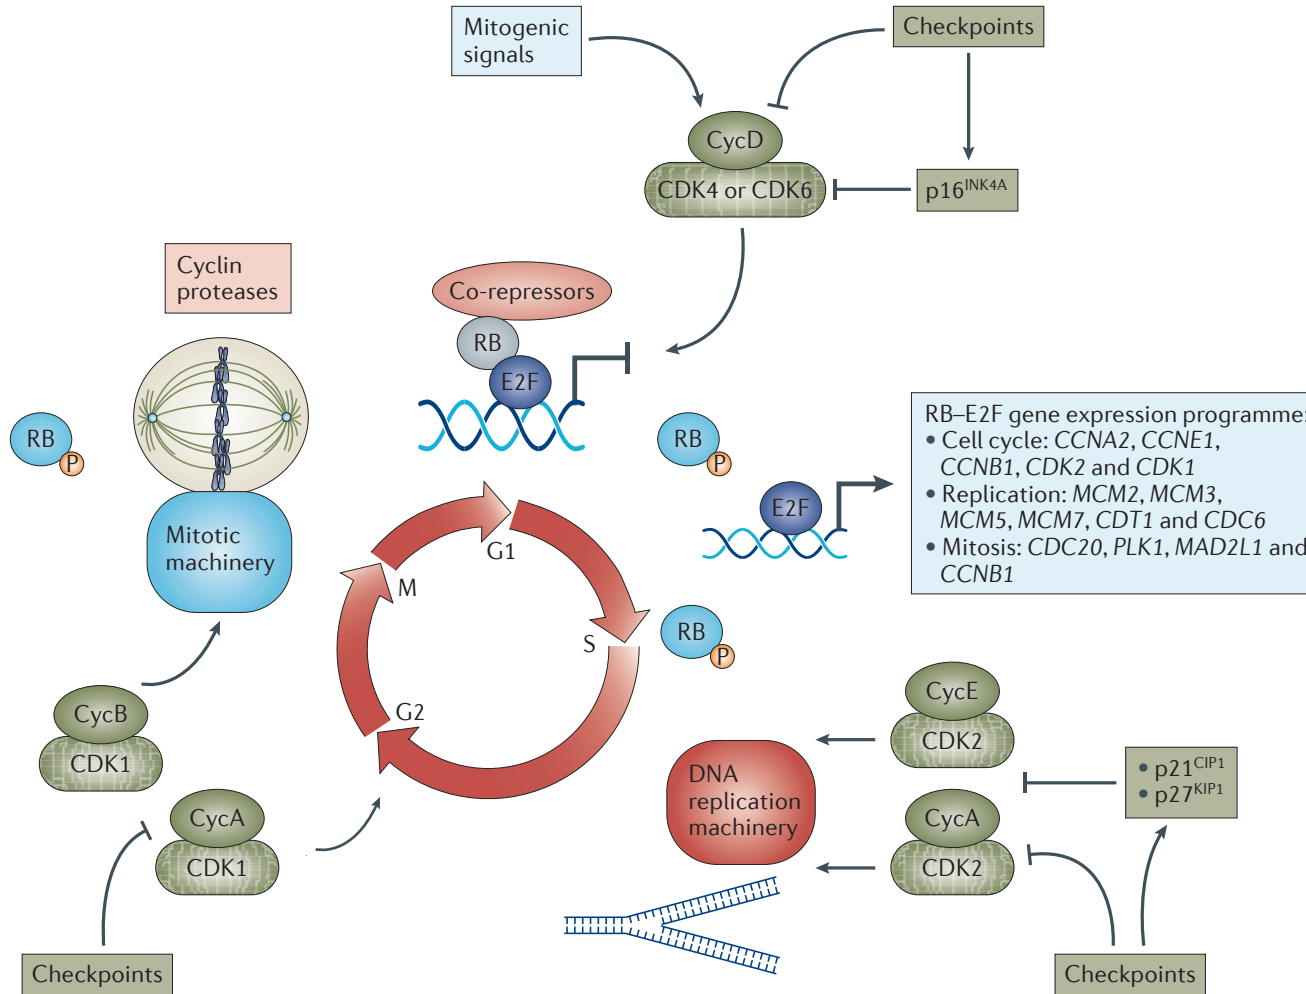 Mitogenic
signals
Checkpoints
CycD
CDK4 or CDK6
p16INK4A
Cyclin
proteases
Co-repressors
RB
E2F
RB
P
RB
P
E2F
RB–E2F gene expression programme:
• Cell cycle: CCNA2, CCNE1,
CCNB1, CDK2 and CDK1
• Replication: MCM2, MCM3,
MCM5, MCM7, CDT1 and CDC6
• Mitosis: CDC20, PLK1, MAD2L1 and
CCNB1
Mitotic
machinery
G1
M
S
G2
RB
P
CycB
CDK1
CycA
CDK1
Checkpoints
DNA
replication
machinery
CycE
CDK2
CycA
CDK2
• p21CIP1
• p27KIP1
Checkpoints